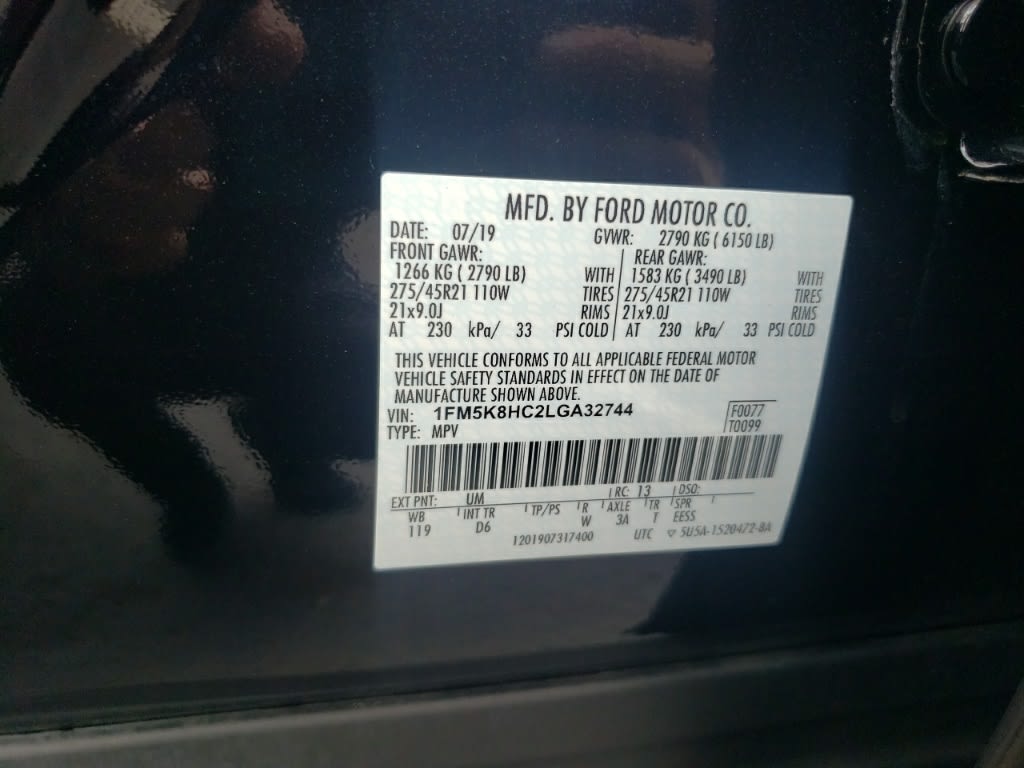 MFD. BY FORD MOTOR CO.
DATE: 07/19 GVWR: 2790 KG ( 6150 LB)
FRONT GAWR: REAR GAWR:
1266 KG ( 2790 LB) WITH 1583 KG ( 3490 LB) WITH
275/45R21 110W TIRES 275/45R21 110W TIRES
21x9.0J RIMS 21x9.0J RIMS
AT 230 kPa/ 33 PSI COLD AT 230 kPa/ 33 PSI COLD
THIS VEHICLE CONFORMS TO ALL APPLICABLE FEDERAL MOTOR
VEHICLE SAFETY STANDARDS IN EFFECT ON THE DATE OF
MANUFACTURE SHOWN ABOVE.
VIN: 1FM5K8HC2LGA32744 F0077
TYPE: MPV T0099
EXT PNT: UM RC: 13 DSO:
WB INT TR TP/PS R AXLE TR SPR
119 D6 W 3A T EESS
1201907317400 UTC ▽ 5U5A-1520472-BA